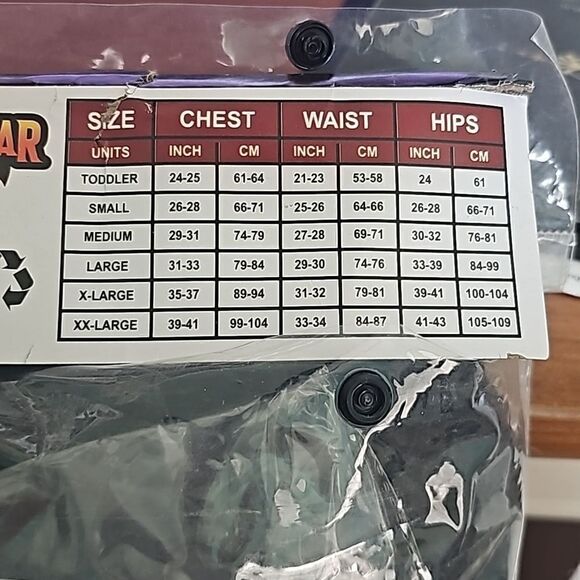 AR
SIZE CHEST WAIST HIPS
UNITS INCH CM INCH CM INCH CM
TODDLER 24-25 61-64 21-23 53-58 24 61
SMALL 26-28 66-71 25-26 64-66 26-28 66-71
MEDIUM 29-31 74-79 27-28 69-71 30-32 76-81
LARGE 31-33 79-84 29-30 74-76 33-39 84-99
X-LARGE 35-37 89-94 31-32 79-81 39-41 100-104
XX-LARGE 39-41 99-104 33-34 84-87 41-43 105-109